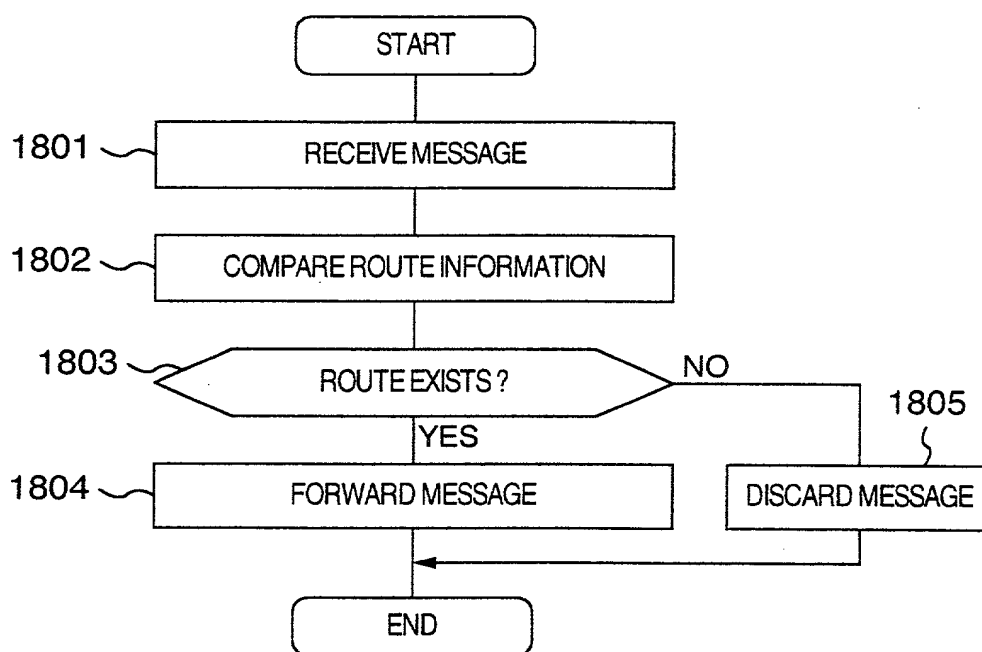 START
1801
RECEIVE MESSAGE
1802
COMPARE ROUTE INFORMATION
1803
ROUTE EXISTS ?
NO
YES
1805
1804
FORWARD MESSAGE
DISCARD MESSAGE
END